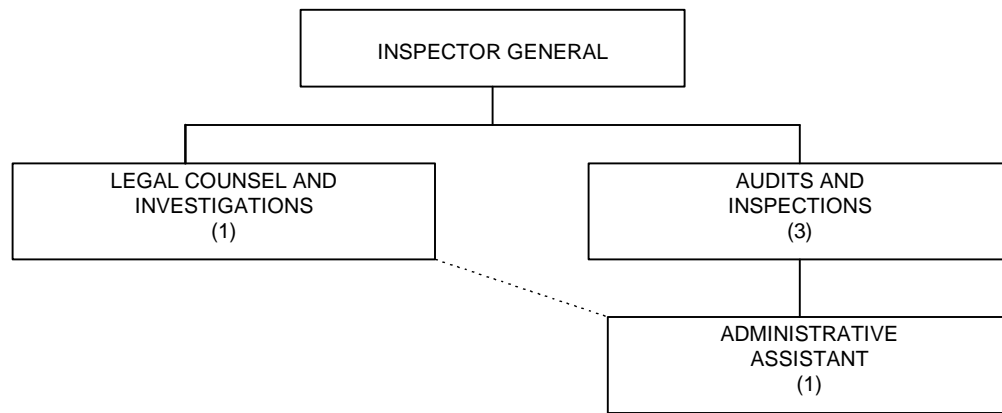 INSPECTOR GENERAL
LEGAL COUNSEL AND
INVESTIGATIONS
(1)
AUDITS AND
INSPECTIONS
(3)
ADMINISTRATIVE
ASSISTANT
(1)